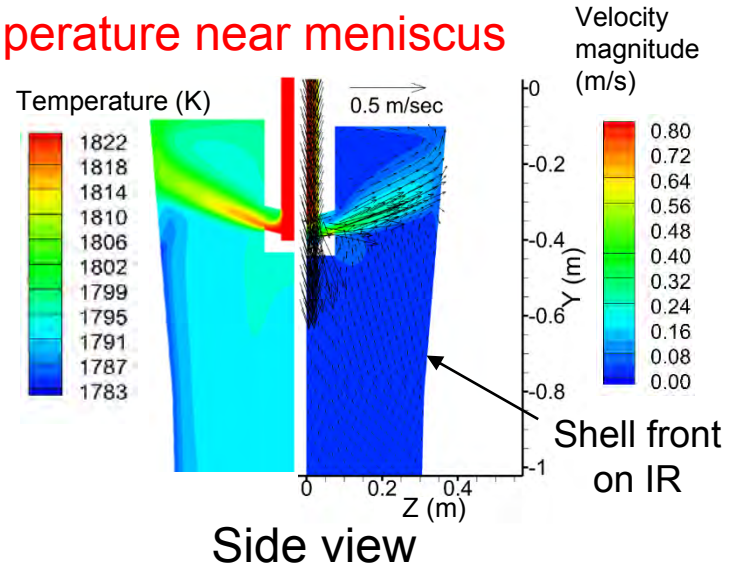 perature near meniscus
Velocity
magnitude
(m/s)
Temperature (K)
0.5 m/sec
1822
1818
1814
1810
1806
1802
1799
1795
1791
1787
1783
0
-0.2
-0.4
-0.6
-0.8
-1
Y (m)
0.80
0.72
0.64
0.56
0.48
0.40
0.32
0.24
0.16
0.08
0.00
Shell front
on IR
0
0.2
0.4
Z (m)
Side view